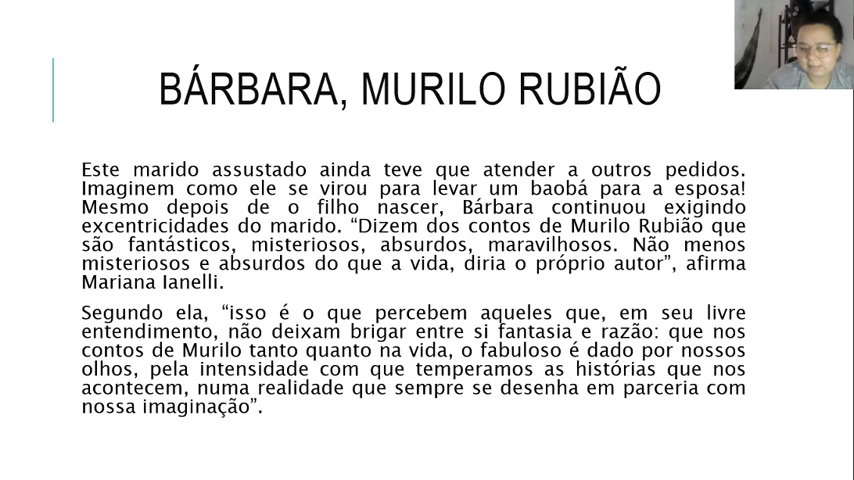 BÁRBARA, MURILO RUBIÃO
Este marido assustado ainda teve que atender a outros pedidos.
Imaginem como ele se virou para levar um baobá para a esposa!
Mesmo depois de o filho nascer, Bárbara continuou exigindo
excentricidades do marido. “Dizem dos contos de Murilo Rubião que
são fantásticos, misteriosos, absurdos, maravilhosos. Não menos
misteriosos e absurdos do que a vida, diria o próprio autor”, afirma
Mariana Ianelli.
Segundo ela, “isso é o que percebem aqueles que, em seu livre
entendimento, não deixam brigar entre si fantasia e razão: que nos
contos de Murilo tanto quanto na vida, o fabuloso é dado por nossos
olhos, pela intensidade com que temperamos as histórias que nos
acontecem, numa realidade que sempre se desenha em parceria com
nossa imaginação”.